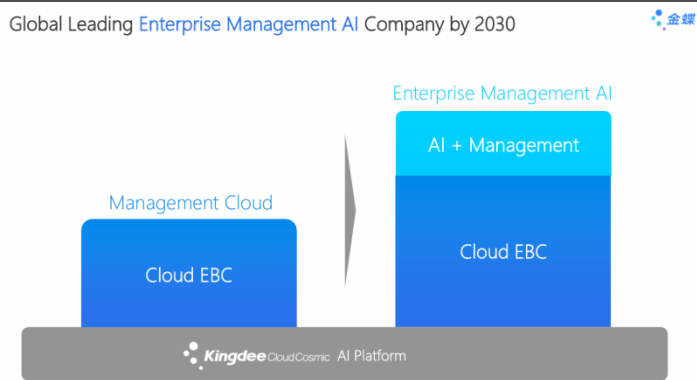 Global Leading Enterprise Management AI Company by 2030
金蝶
Enterprise Management AI
AI + Management
Management Cloud
Cloud EBC
Cloud EBC
Kingdee CloudCosmic AI Platform